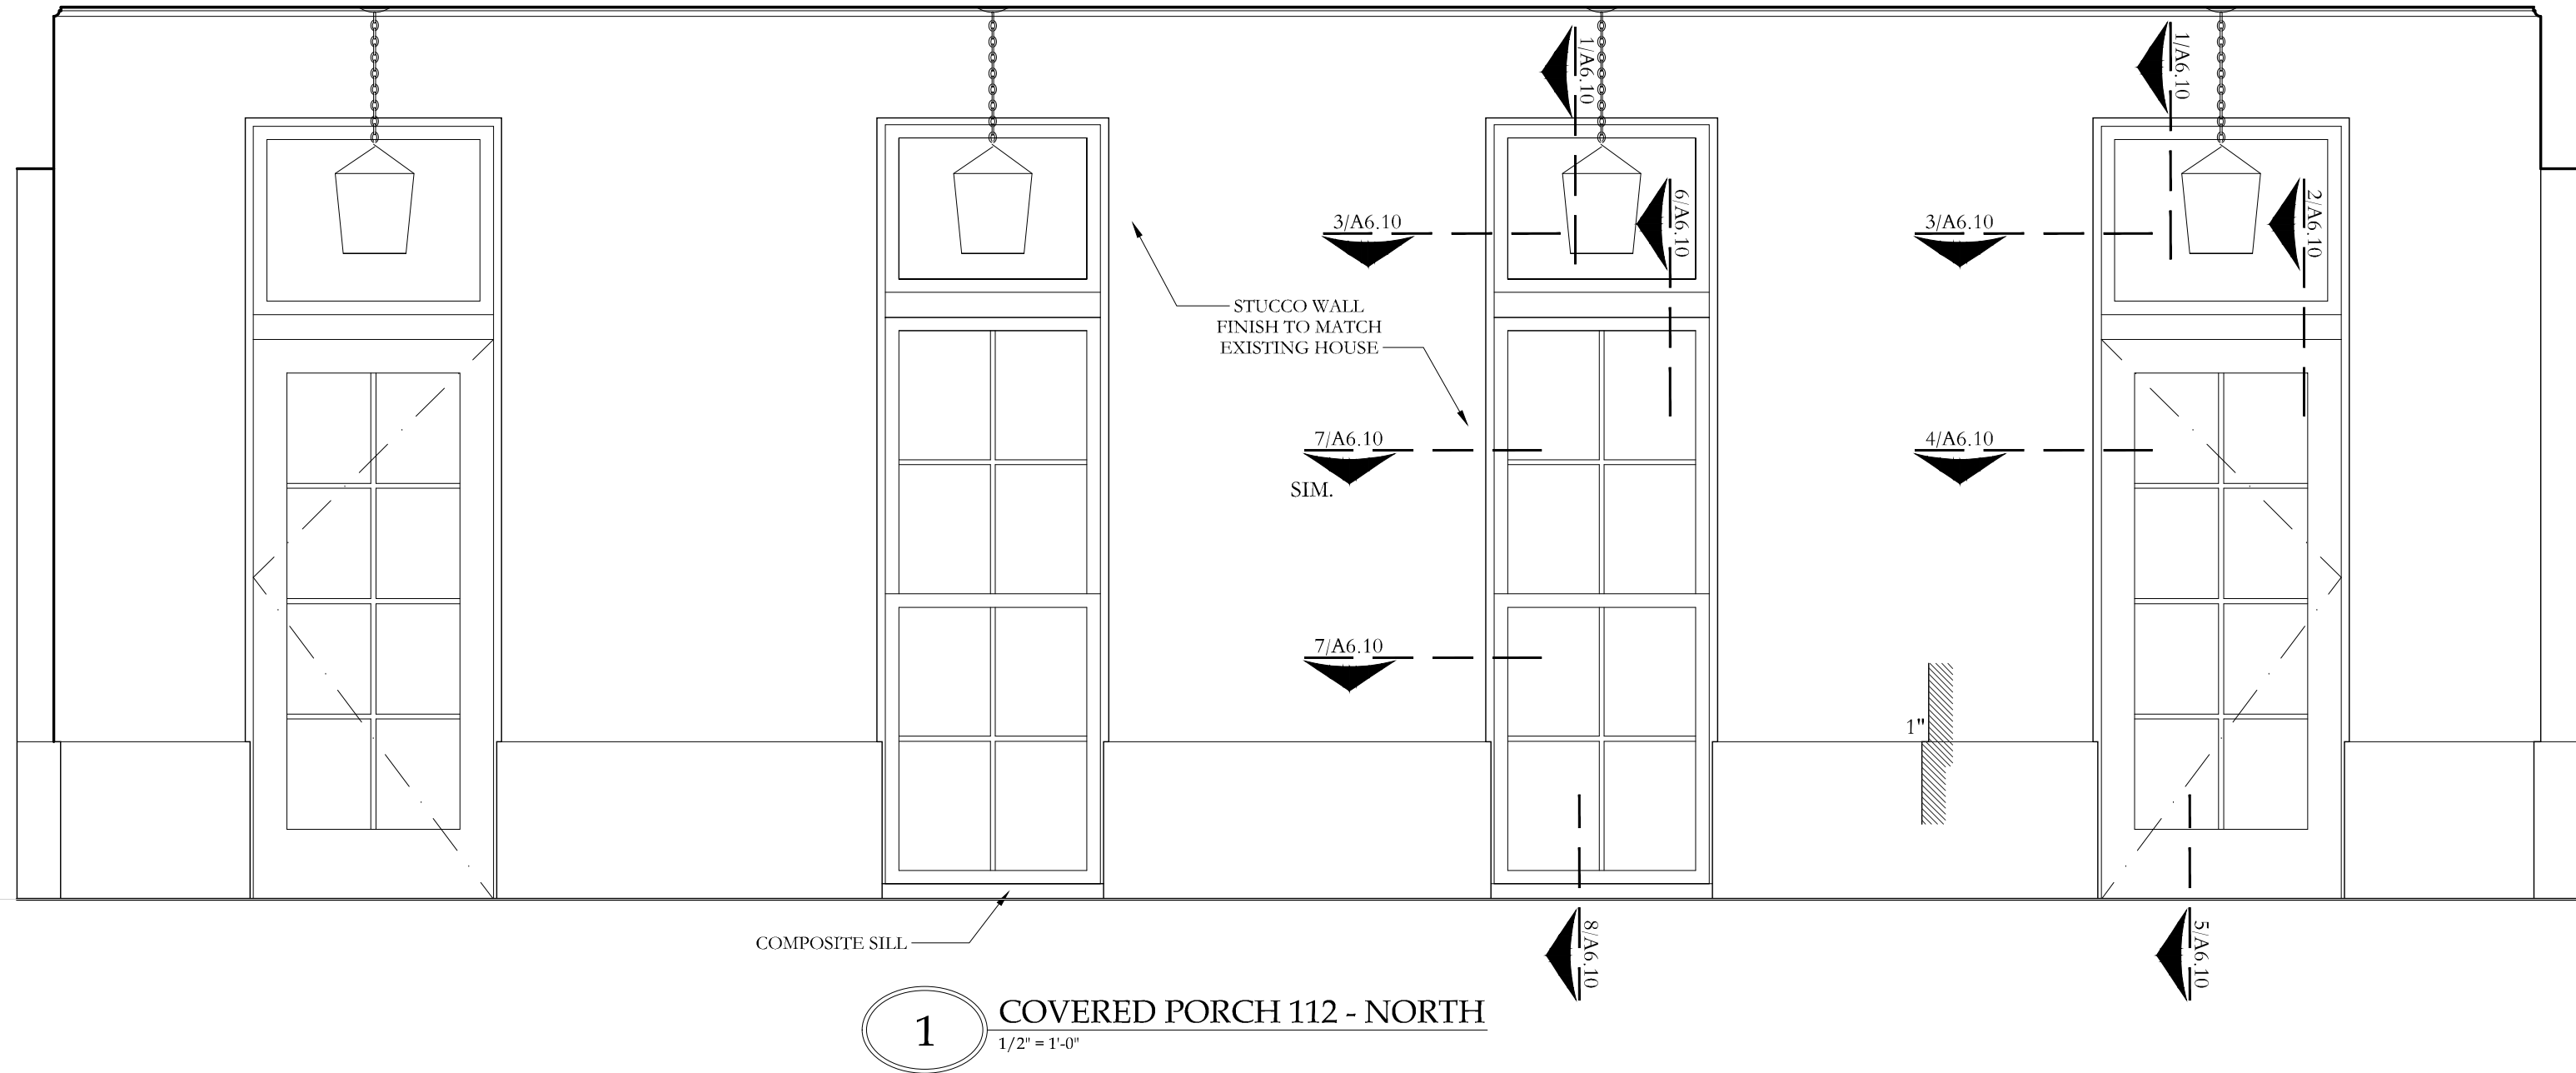 1/A6.10
1/A6.10
3/A6.10
6/A6.10
3/A6.10
2/A6.10
STUCCO WALL
FINISH TO MATCH
EXISTING HOUSE
7/A6.10
SIM.
4/A6.10
7/A6.10
1"
COMPOSITE SILL
8/A6.10
5/A6.10
1
COVERED PORCH 112 - NORTH
1/2" = 1'-0"